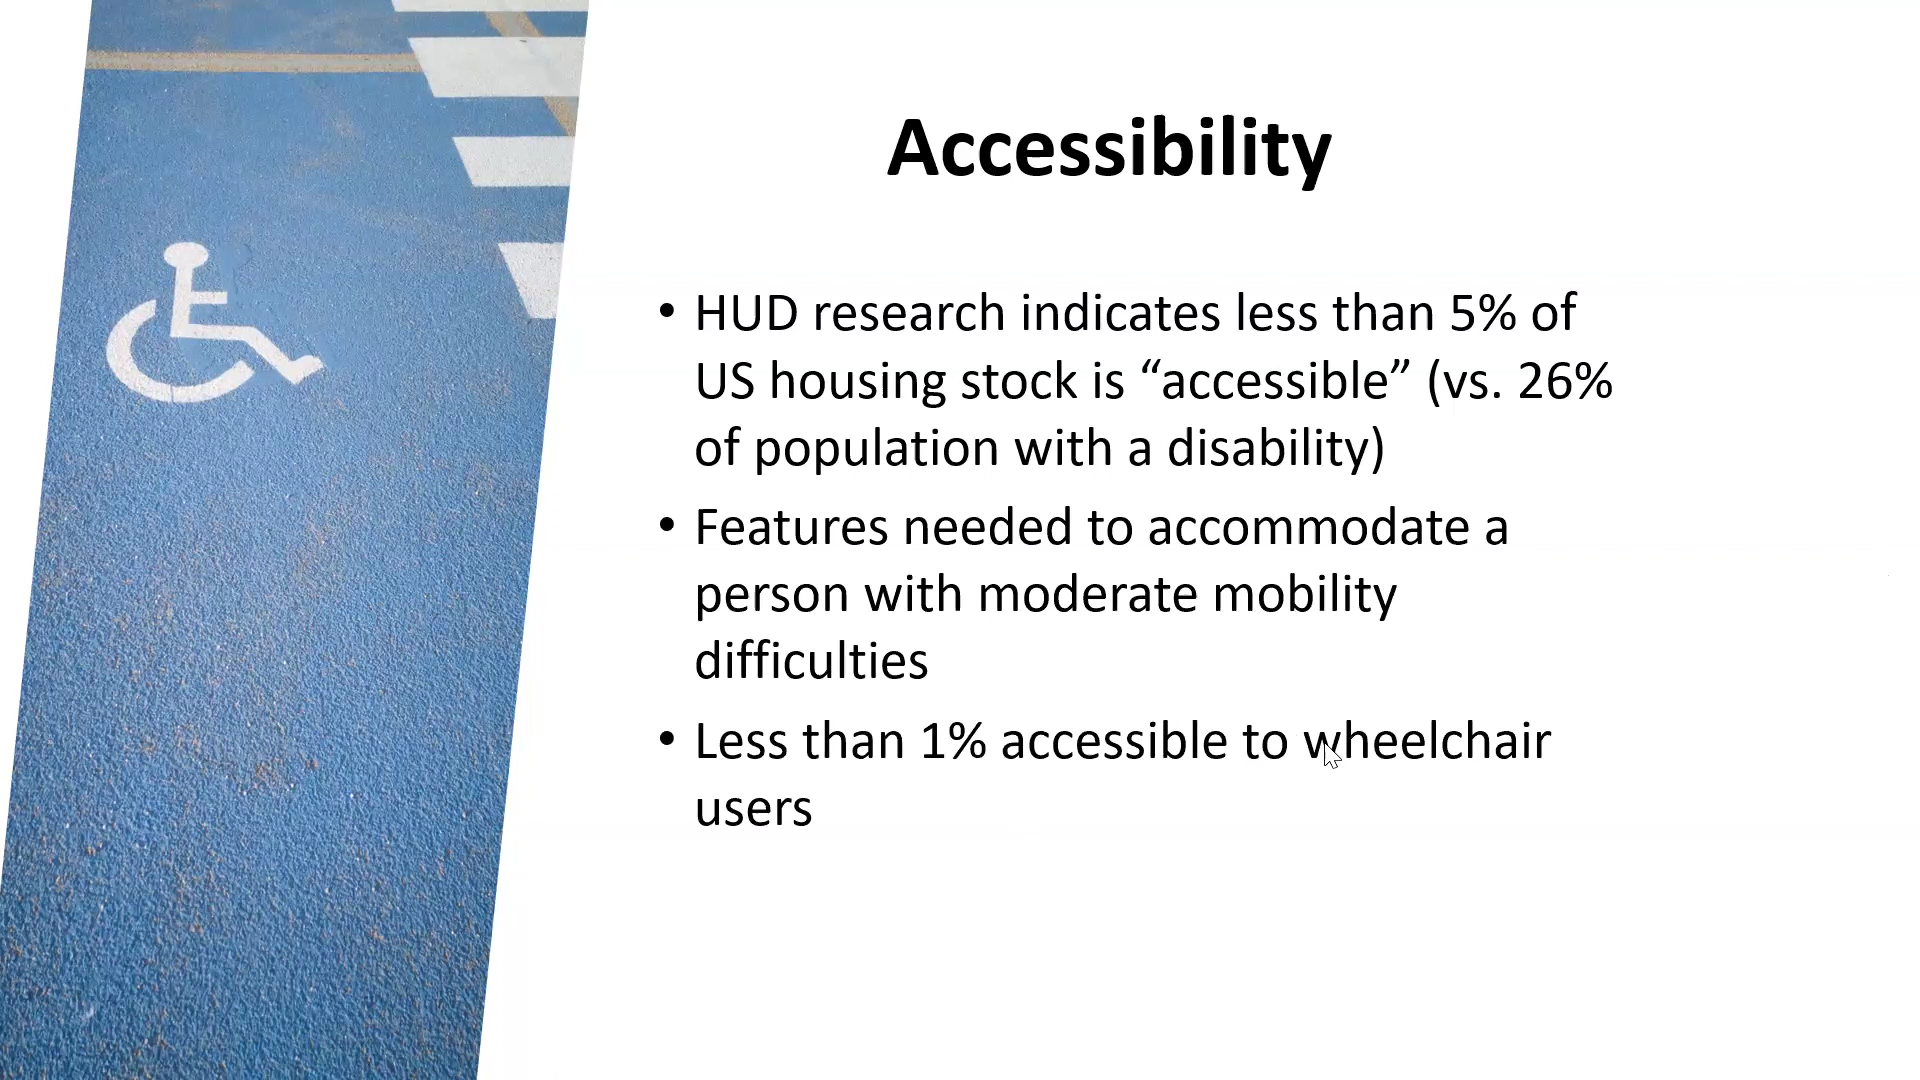 Accessibility
• HUD research indicates less than 5% of
US housing stock is “accessible” (vs. 26%
of population with a disability)
• Features needed to accommodate a
person with moderate mobility
difficulties
• Less than 1% accessible to wheelchair
users